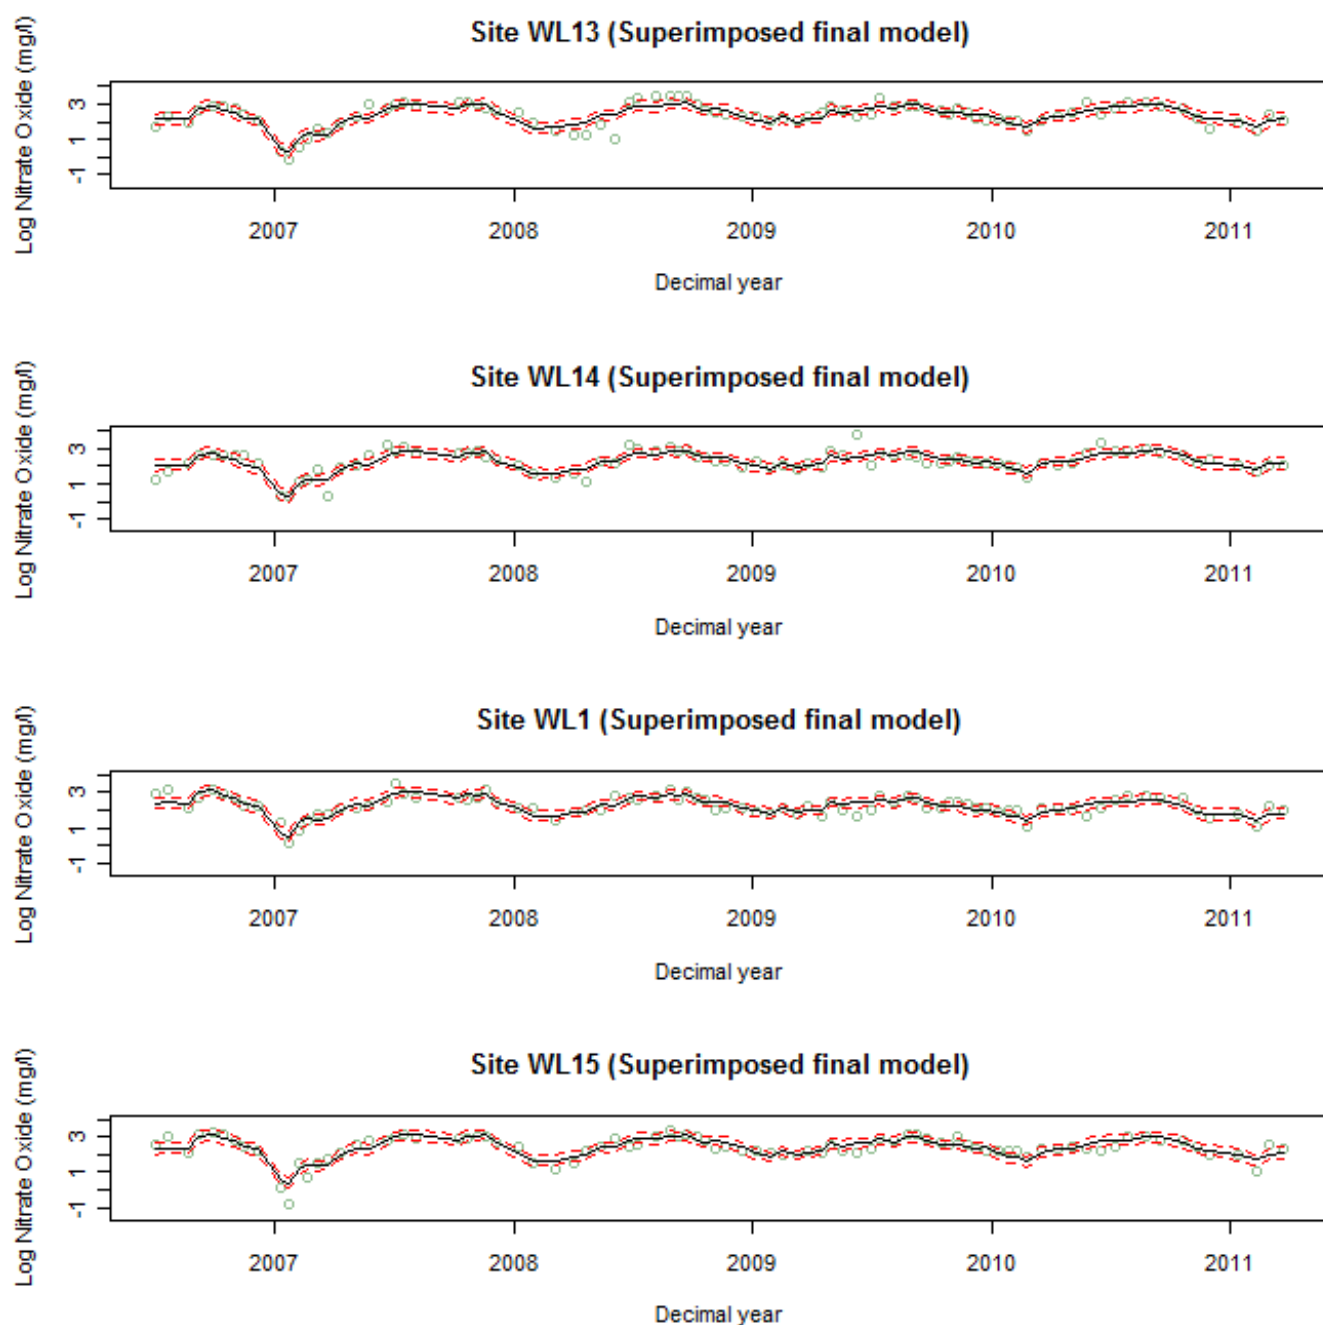 Site WL13 (Superimposed final model)
Log Nitrate Oxide (mg/l)
3
1
-1
2007 2008 2009 2010 2011
Decimal year
Site WL14 (Superimposed final model)
Log Nitrate Oxide (mg/l)
3
1
-1
2007 2008 2009 2010 2011
Decimal year
Site WL1 (Superimposed final model)
Log Nitrate Oxide (mg/l)
3
1
-1
2007 2008 2009 2010 2011
Decimal year
Site WL15 (Superimposed final model)
Log Nitrate Oxide (mg/l)
3
1
-1
2007 2008 2009 2010 2011
Decimal year